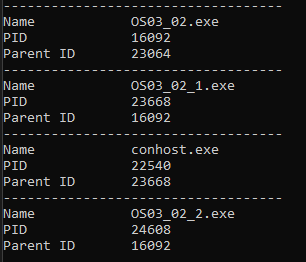 -----------------------------------
Name            OS03_02.exe
PID             16092
Parent ID       23064
-----------------------------------
Name            OS03_02_1.exe
PID             23668
Parent ID       16092
-----------------------------------
Name            conhost.exe
PID             22540
Parent ID       23668
-----------------------------------
Name            OS03_02_2.exe
PID             24608
Parent ID       16092